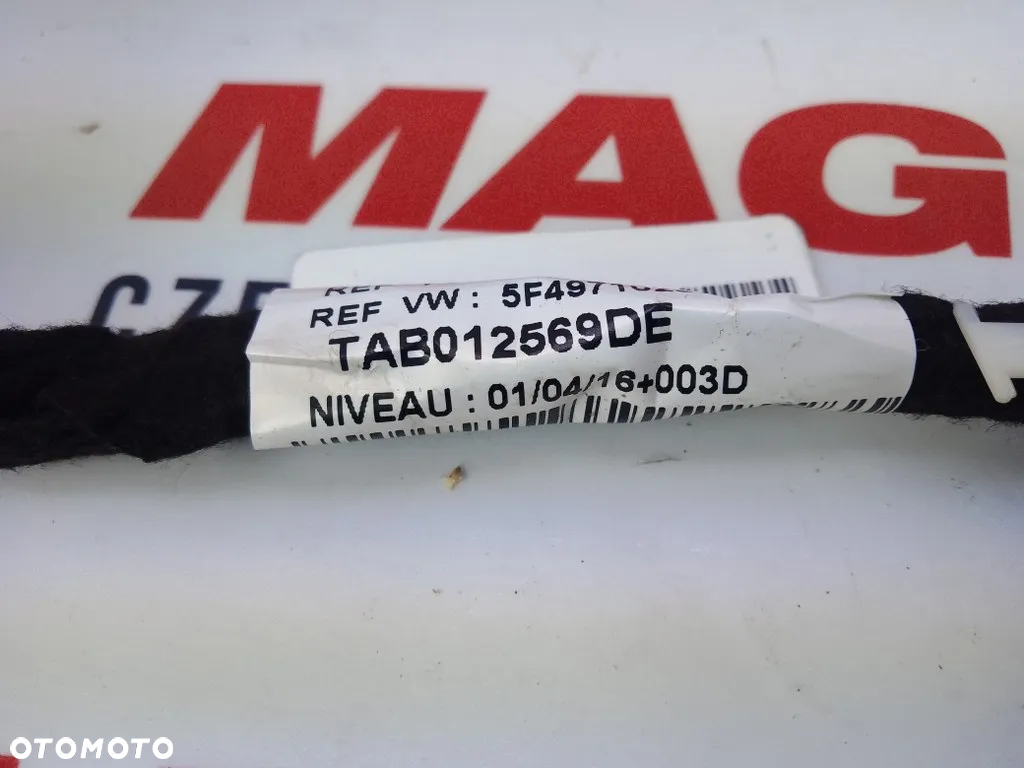 MAG
REF VW :
TAB012569DE
NIVEAU : 01/04/16+003D
OTOMOTO